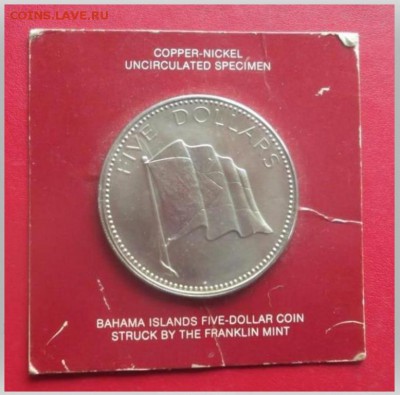 COINS.LAVE.RU
COPPER-NICKEL
UNCIRCULATED SPECIMEN
FIVE DOLLARS
BAHAMA ISLANDS FIVE-DOLLAR COIN
STRUCK BY THE FRANKLIN MINT